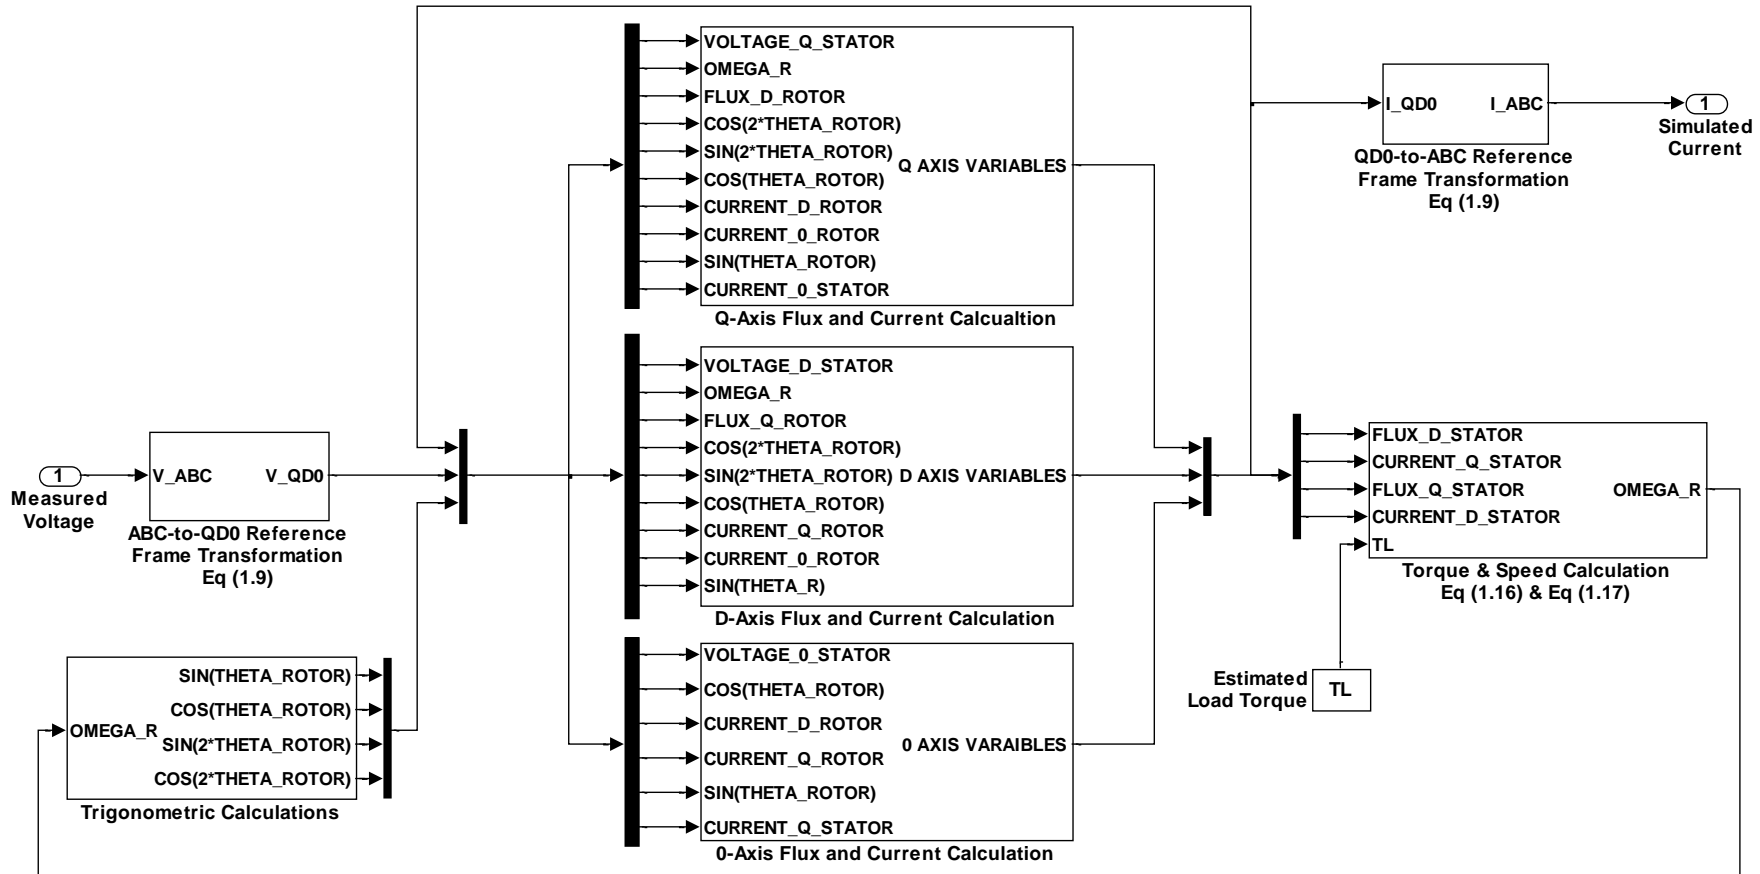 VOLTAGE_Q_STATOR
OMEGA_R
FLUX_D_ROTOR
COS(2*THETA_ROTOR)
SIN(2*THETA_ROTOR)
COS(THETA_ROTOR)
CURRENT_D_ROTOR
CURRENT_0_ROTOR
SIN(THETA_ROTOR)
CURRENT_0_STATOR
Q AXIS VARIABLES
Q-Axis Flux and Current Calcualtion
I_QD0
I_ABC
QD0-to-ABC Reference
Frame Transformation
Eq (1.9)
1
Simulated
Current
1
Measured
Voltage
V_ABC
V_QD0
ABC-to-QD0 Reference
Frame Transformation
Eq (1.9)
VOLTAGE_D_STATOR
OMEGA_R
FLUX_Q_ROTOR
COS(2*THETA_ROTOR)
SIN(2*THETA_ROTOR)
COS(THETA_ROTOR)
CURRENT_Q_ROTOR
CURRENT_0_ROTOR
SIN(THETA_R)
D AXIS VARIABLES
D-Axis Flux and Current Calculation
FLUX_D_STATOR
CURRENT_Q_STATOR
FLUX_Q_STATOR
CURRENT_D_STATOR
TL
OMEGA_R
Torque & Speed Calculation
Eq (1.16) & Eq (1.17)
Estimated
Load Torque
TL
OMEGA_R
SIN(THETA_ROTOR)
COS(THETA_ROTOR)
SIN(2*THETA_ROTOR)
COS(2*THETA_ROTOR)
Trigonometric Calculations
VOLTAGE_0_STATOR
COS(THETA_ROTOR)
CURRENT_D_ROTOR
CURRENT_Q_ROTOR
SIN(THETA_ROTOR)
CURRENT_Q_STATOR
0 AXIS VARAIBLES
0-Axis Flux and Current Calculation